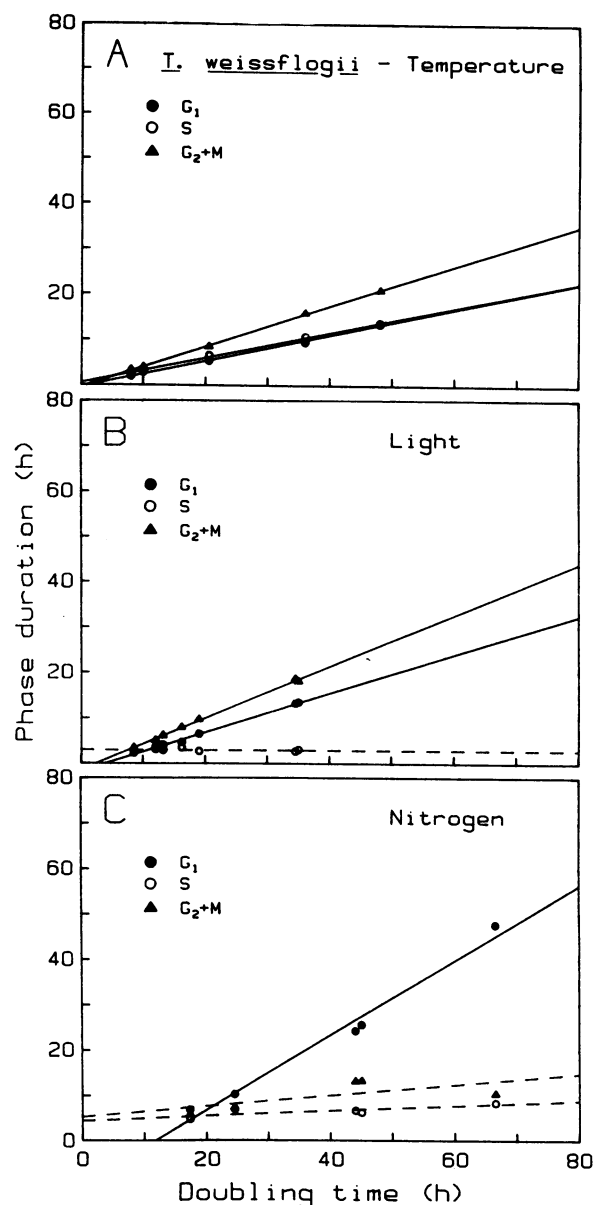 80
A T. weissflogii - Temperature
G₁
60
S
G₂+M
40
20
80
B Light
G₁
60
S
G₂+M
40
20
80
C Nitrogen
G₁
60
S
G₂+M
40
20
0
0 20 40 60 80
Doubling time (h)
Phase duration (h)